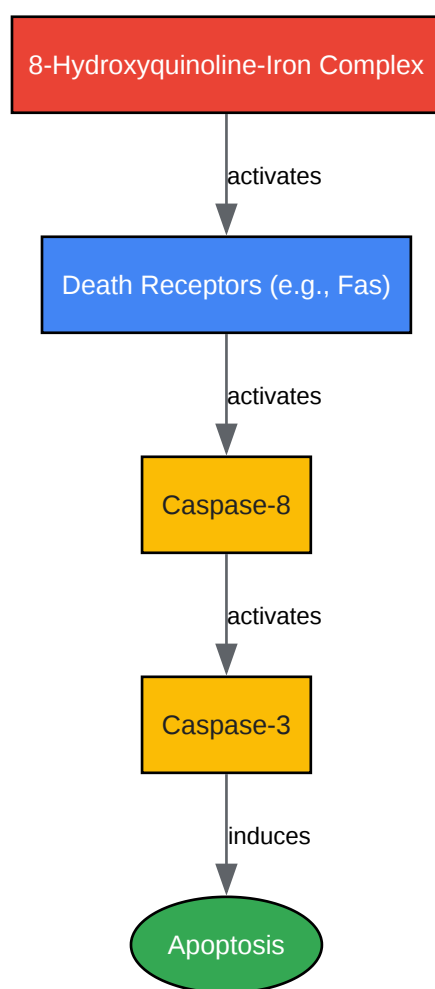 8-Hydroxyquinoline-Iron Complex
activates
Death Receptors (e.g., Fas)
activates
Caspase-8
activates
Caspase-3
induces
Apoptosis